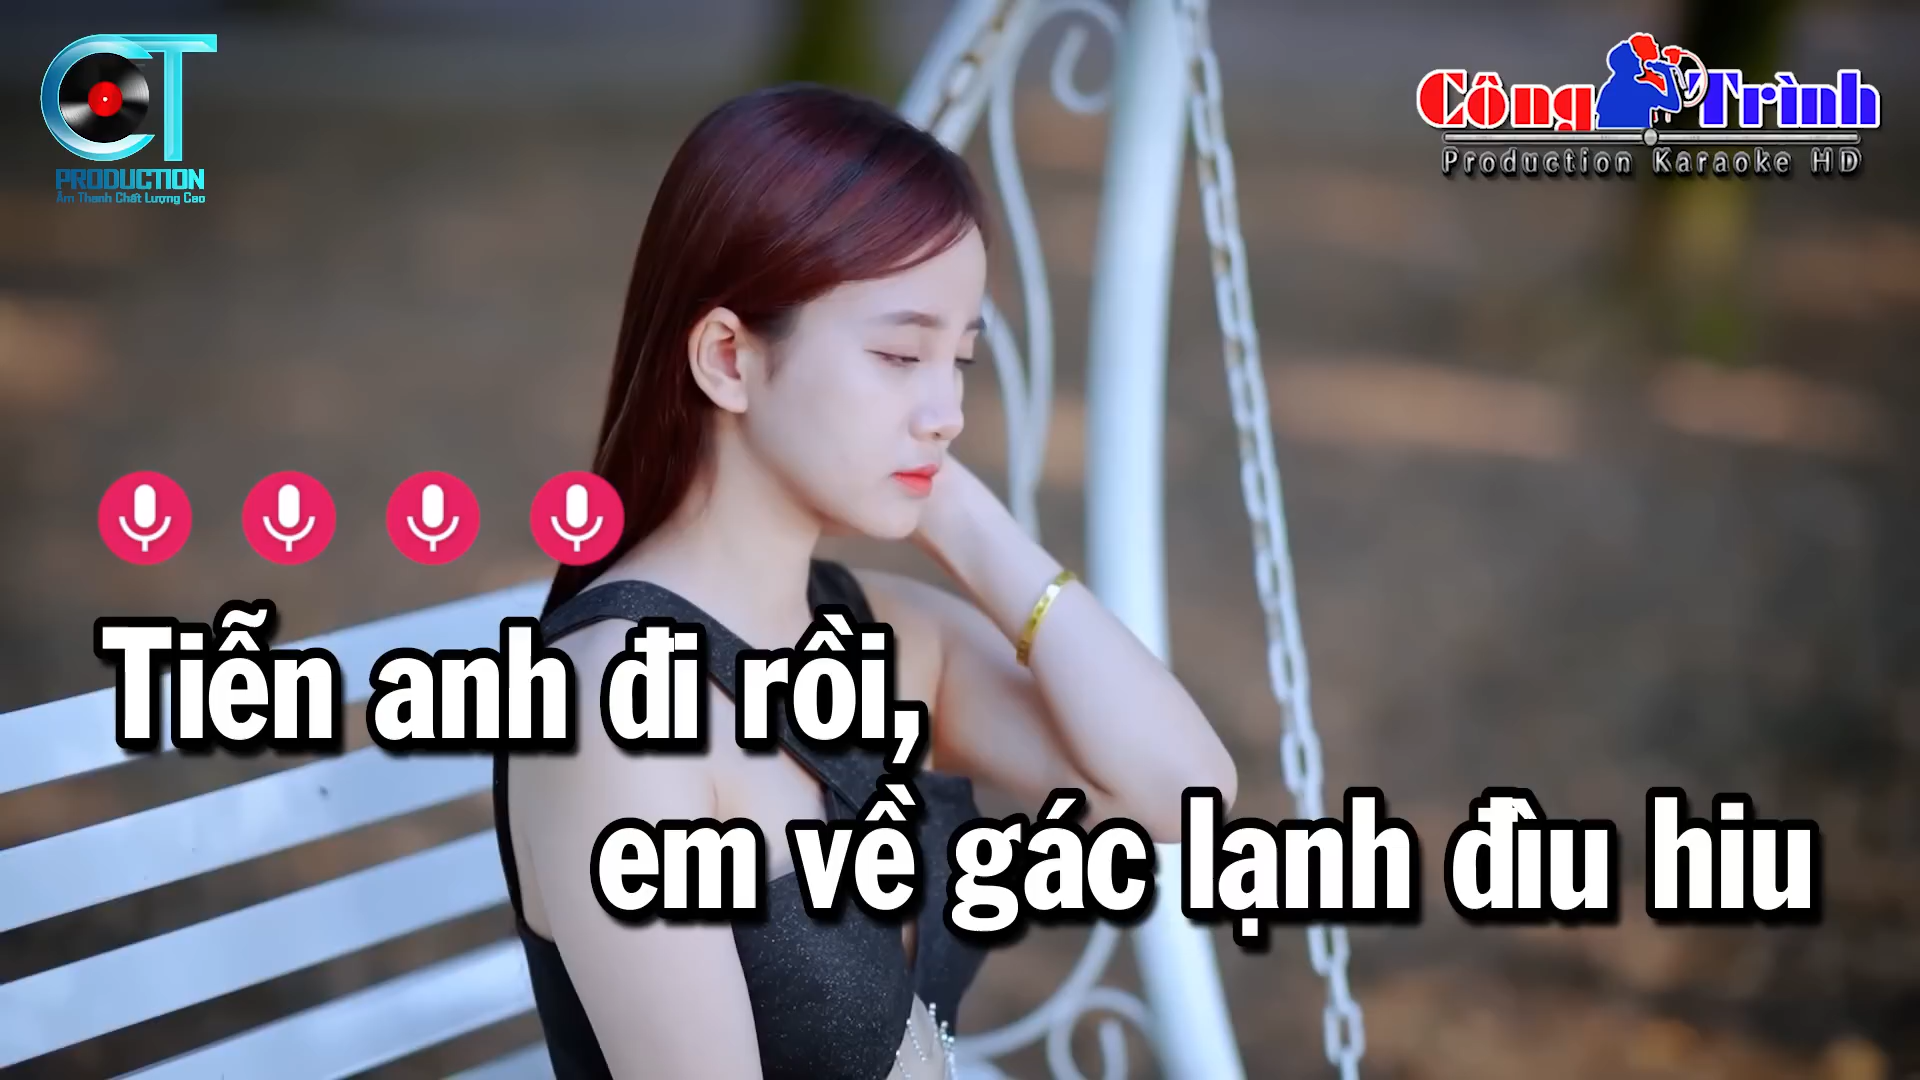 CT
PRODUCTION
Âm Thanh Chất Lượng Cao
Công Trình
Production Karaoke HD
Tiễn anh đi rồi,
em về gác lạnh đìu hiu